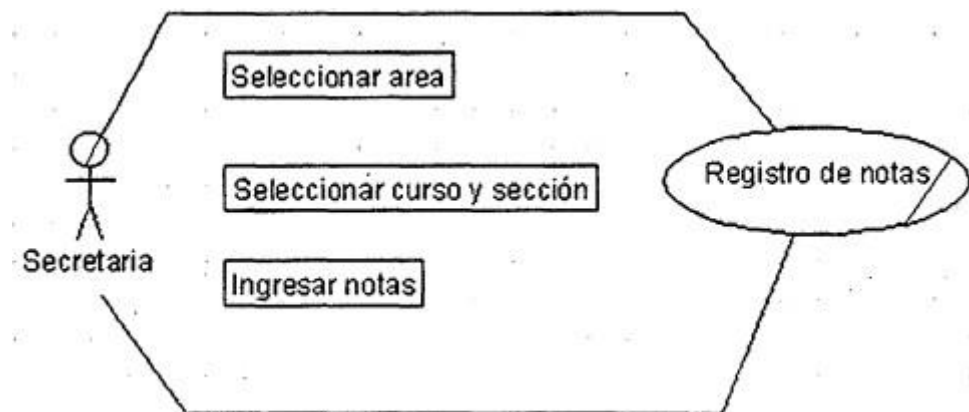 Seleccionar area
Seleccionar curso y sección
Registro de notas
Secretaria
Ingresar notas